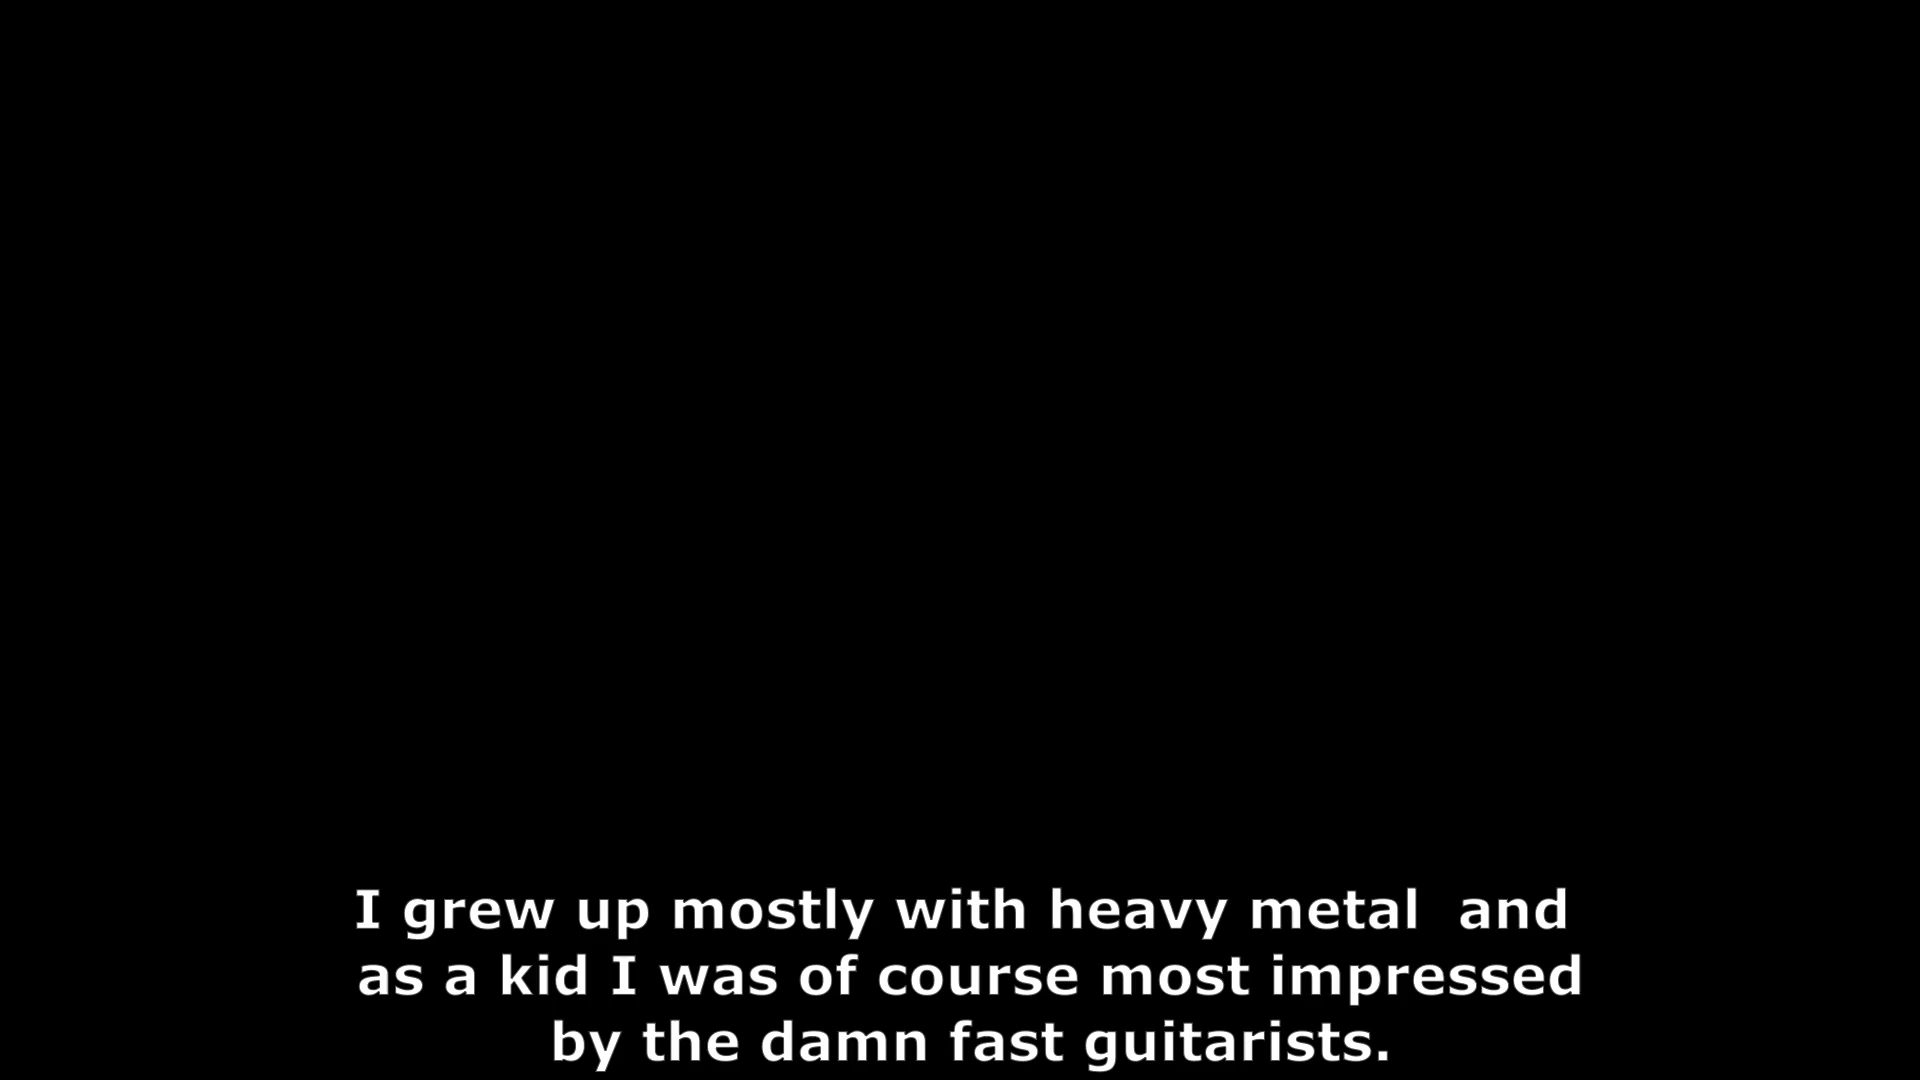 I grew up mostly with heavy metal  and
as a kid I was of course most impressed
by the damn fast guitarists.